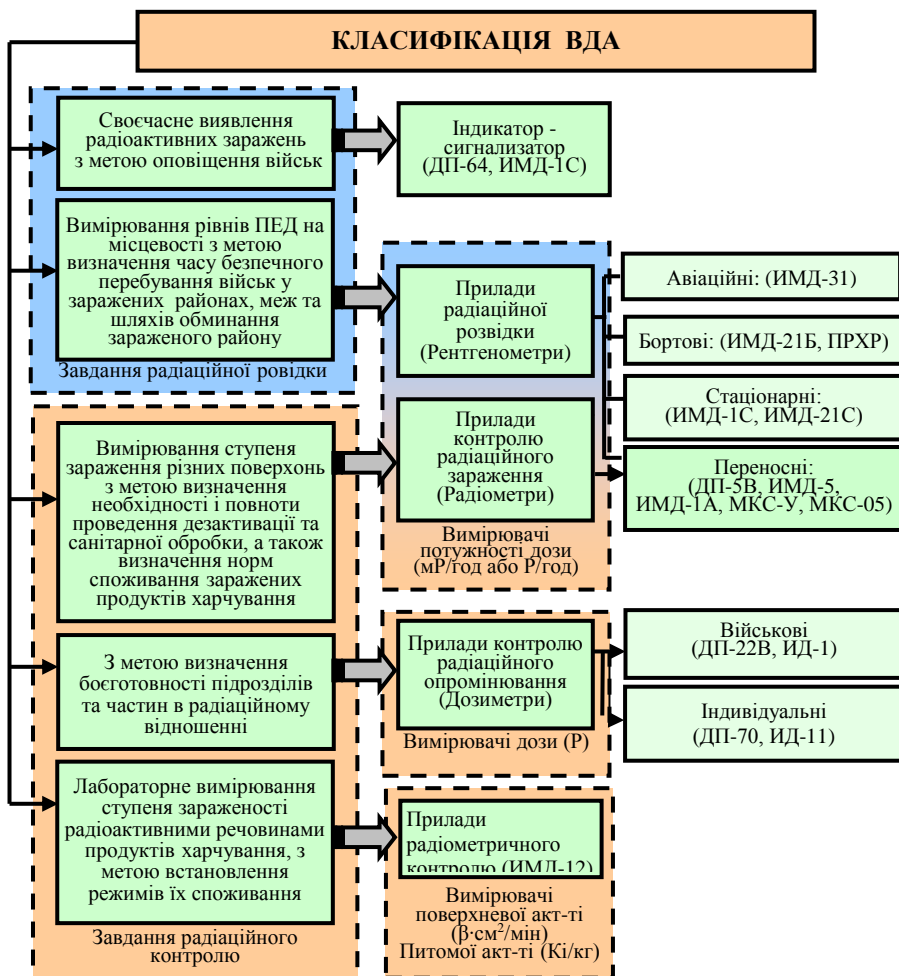 КЛАСИФІКАЦІЯ ВДА
Своєчасне виявлення
радіоактивних заражень
з метою оповіщення військ
Індикатор -
сигналізатор
(ДП-64, ИМД-1С)
Вимірювання рівнів ПЕД на
місцевості з метою
визначення часу безпечного
перебування військ у
заражених районах, меж та
шляхів обминання
зараженого району
Завдання радіаційної ровідки
Прилади
радіаційної
розвідки
(Рентгенометри)
Авіаційні: (ИМД-31)
Бортові: (ИМД-21Б, ПРХР)
Стаціонарні:
(ИМД-1С, ИМД-21С)
Переносні:
(ДП-5В, ИМД-5,
ИМД-1А, МКС-У, МКС-05)
Вимірювання ступеня
зараження різних поверхонь
з метою визначення
необхідності і повноти
проведення дезактивації та
санітарної обробки, а також
визначення норм
споживання заражених
продуктів харчування
Прилади
контролю
радіаційного
зараження
(Радіометри)
Вимірювачі
потужності дози
(мР/год або Р/год)
З метою визначення
боєготовності підрозділів
та частин в радіаційному
відношенні
Прилади контролю
радіаційного
опромінювання
(Дозиметри)
Вимірювачі дози (Р)
Військові
(ДП-22В, ИД-1)
Індивідуальні
(ДП-70, ИД-11)
Лабораторне вимірювання
ступеня зараженості
радіоактивними речовинами
продуктів харчування, з
метою встановлення
режимів їх споживання
Завдання радіаційного
контролю
Прилади
радіометричного
контролю (ИМД-12)
Вимірювачі
поверхневої акт-ті
(β·см²/мін)
Питомої акт-ті (Кі/кг)